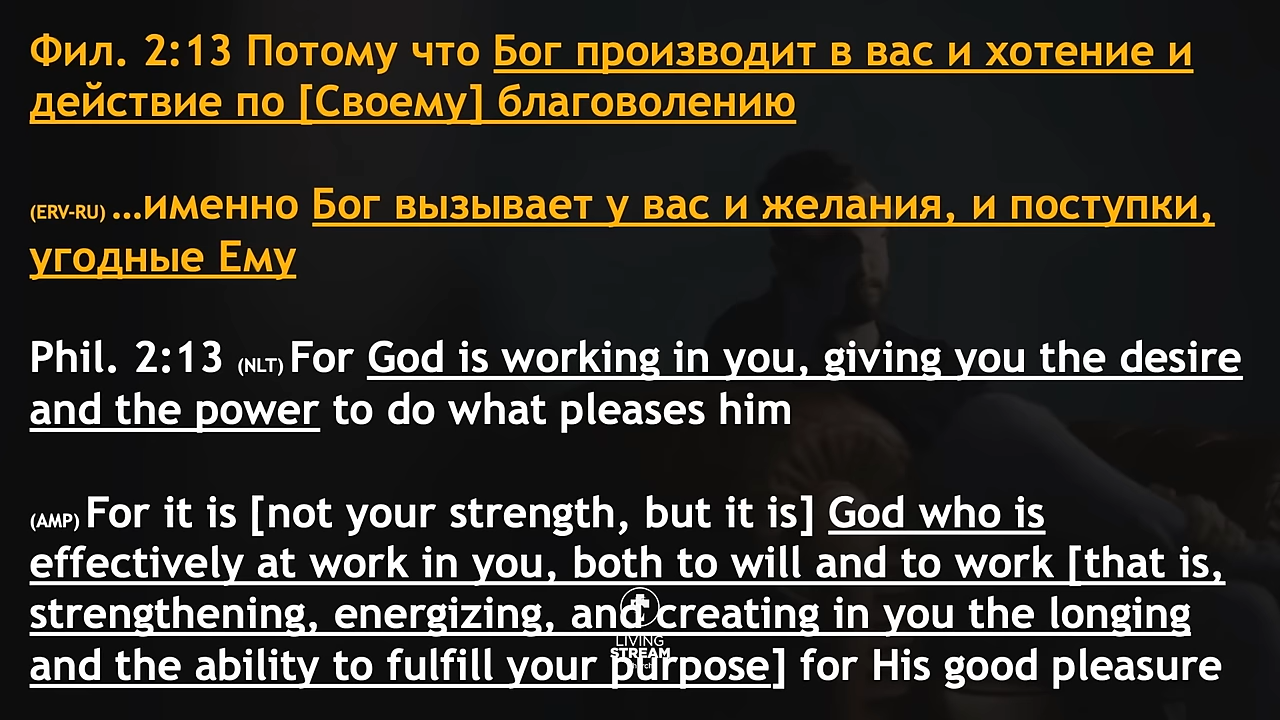 Фил. 2:13 Потому что Бог производит в вас и хотение и
действие по [Своему] благоволению
(ERV-RU) …именно Бог вызывает у вас и желания, и поступки,
угодные Ему
Phil. 2:13 (NLT) For God is working in you, giving you the desire
and the power to do what pleases him
(AMP) For it is [not your strength, but it is] God who is
effectively at work in you, both to will and to work [that is,
strengthening, energizing, and creating in you the longing
and the ability to fulfill your purpose] for His good pleasure
LIVING
STREAM
church